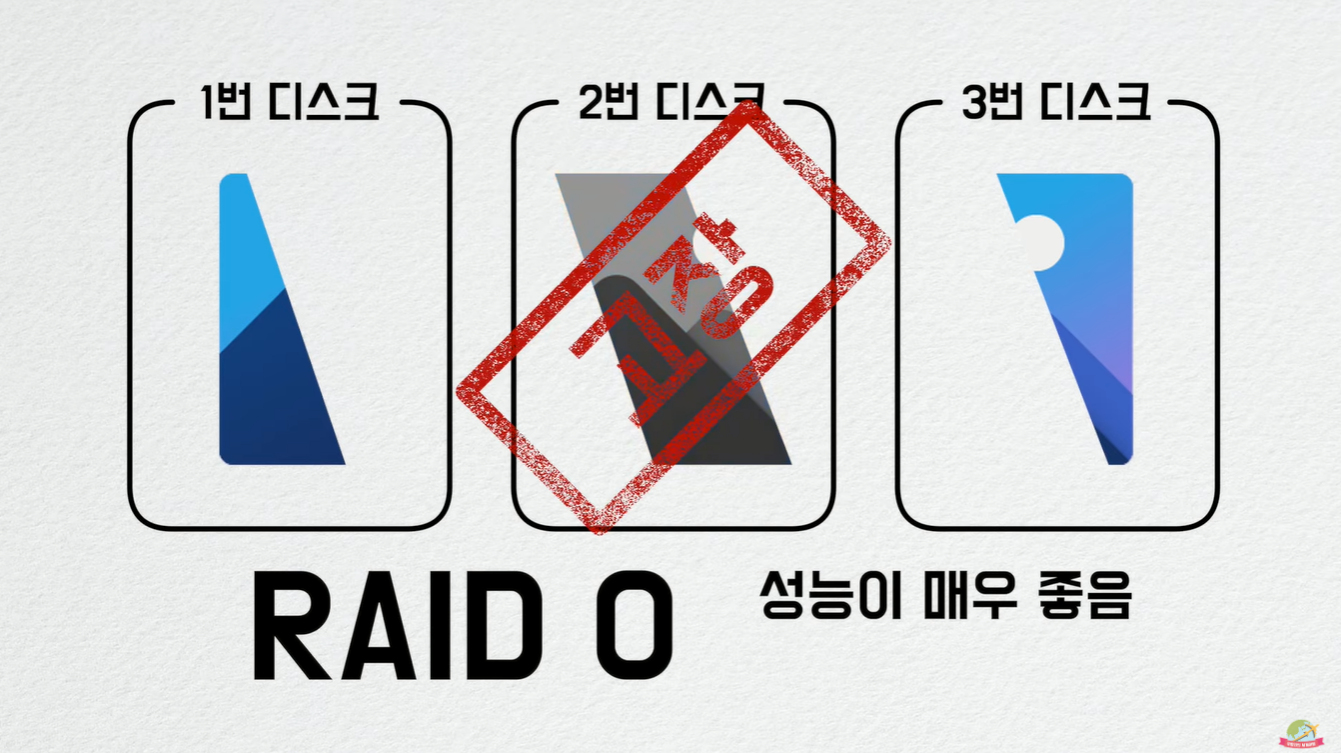 1번 디스크
2번 디스크
3번 디스크
고장
RAID 0
성능이 매우 좋음